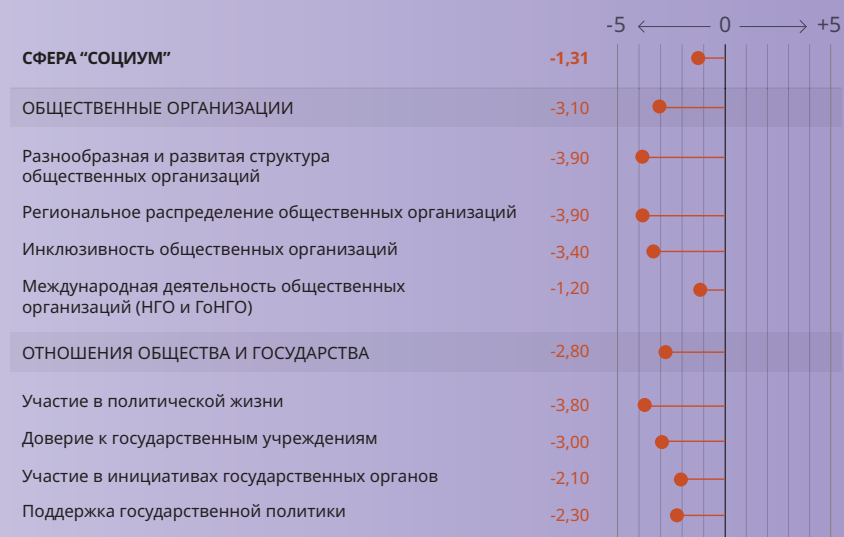 -5 0 +5
СФЕРА “СОЦИУМ” -1,31
ОБЩЕСТВЕННЫЕ ОРГАНИЗАЦИИ -3,10
Разнообразная и развитая структура
общественных организаций -3,90
Региональное распределение общественных организаций -3,90
Инклюзивность общественных организаций -3,40
Международная деятельность общественных -1,20
организаций (НГО и ГоНГО)
ОТНОШЕНИЯ ОБЩЕСТВА И ГОСУДАРСТВА -2,80
Участие в политической жизни -3,80
Доверие к государственным учреждениям -3,00
Участие в инициативах государственных органов -2,10
Поддержка государственной политики -2,30